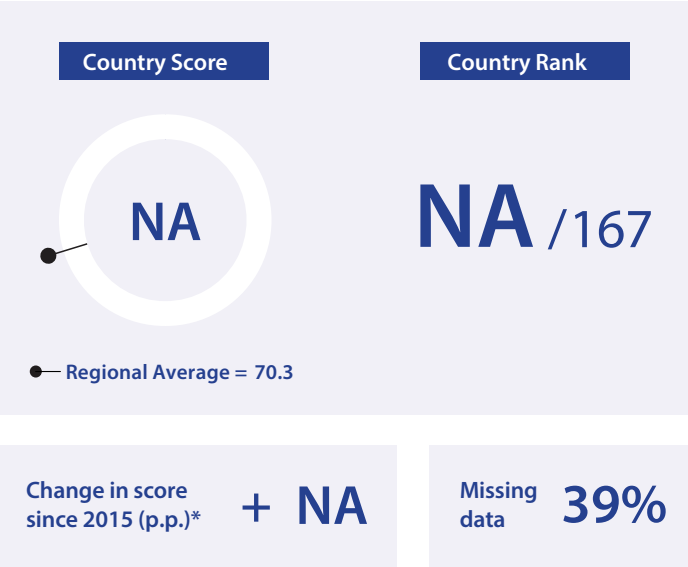 Country Score
Country Rank
NA
NA /167
Regional Average = 70.3
Change in score
since 2015 (p.p.)*
+ NA
Missing
data
39%